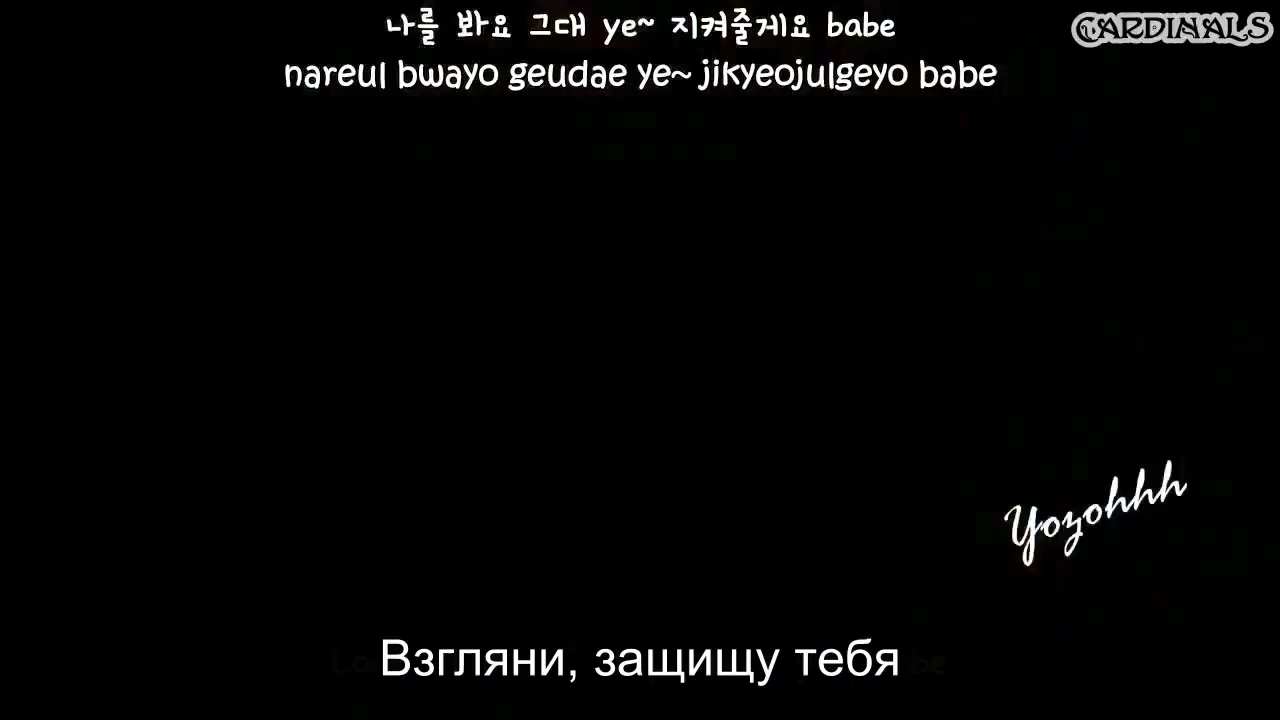 나를 봐요 그대 ye~ 지켜줄게요 babe
CARDINALS
nareul bwayo geudae ye~ jikyeojulgeyo babe
Yozohhh
Взгляни, защищу тебя